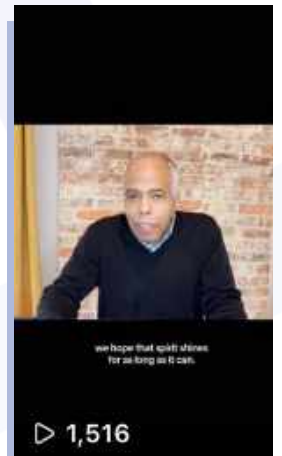 we hope that spirit shines
for as long as it can.
1,516